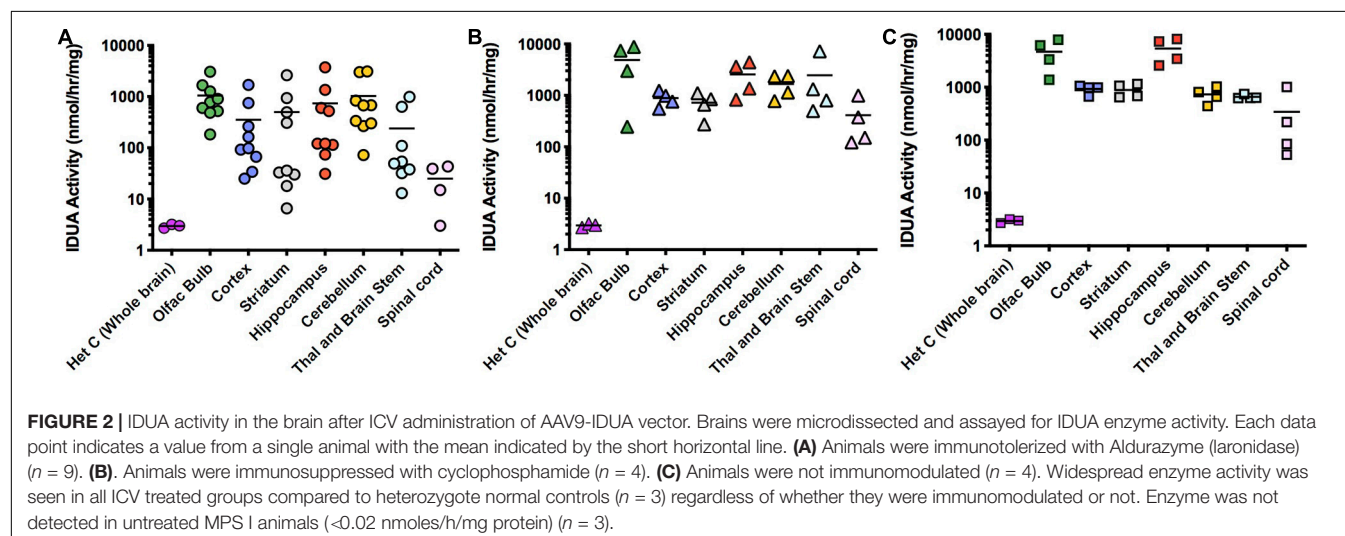 A
B
C
IDUA Activity (nmol/hr/mg)
10000
1000
100
10
1
Het C (Whole brain)
Olfac Bulb
Cortex
Striatum
Hippocampus
Cerebellum
Thal and Brain Stem
Spinal cord
IDUA Activity (nmol/hr/mg)
10000
1000
100
10
1
Het C (Whole brain)
Olfac Bulb
Cortex
Striatum
Hippocampus
Cerebellum
Thal and Brain Stem
Spinal cord
IDUA Activity (nmol/hr/mg)
10000
1000
100
10
1
Het C (Whole brain)
Olfac Bulb
Cortex
Striatum
Hippocampus
Cerebellum
Thal and Brain Stem
Spinal cord
FIGURE 2 | IDUA activity in the brain after ICV administration of AAV9-IDUA vector. Brains were microdissected and assayed for IDUA enzyme activity. Each data
point indicates a value from a single animal with the mean indicated by the short horizontal line. (A) Animals were immunotolerized with Aldurazyme (laronidase)
(n = 9). (B). Animals were immunosuppressed with cyclophosphamide (n = 4). (C) Animals were not immunomodulated (n = 4). Widespread enzyme activity was
seen in all ICV treated groups compared to heterozygote normal controls (n = 3) regardless of whether they were immunomodulated or not. Enzyme was not
detected in untreated MPS I animals (<0.02 nmoles/h/mg protein) (n = 3).